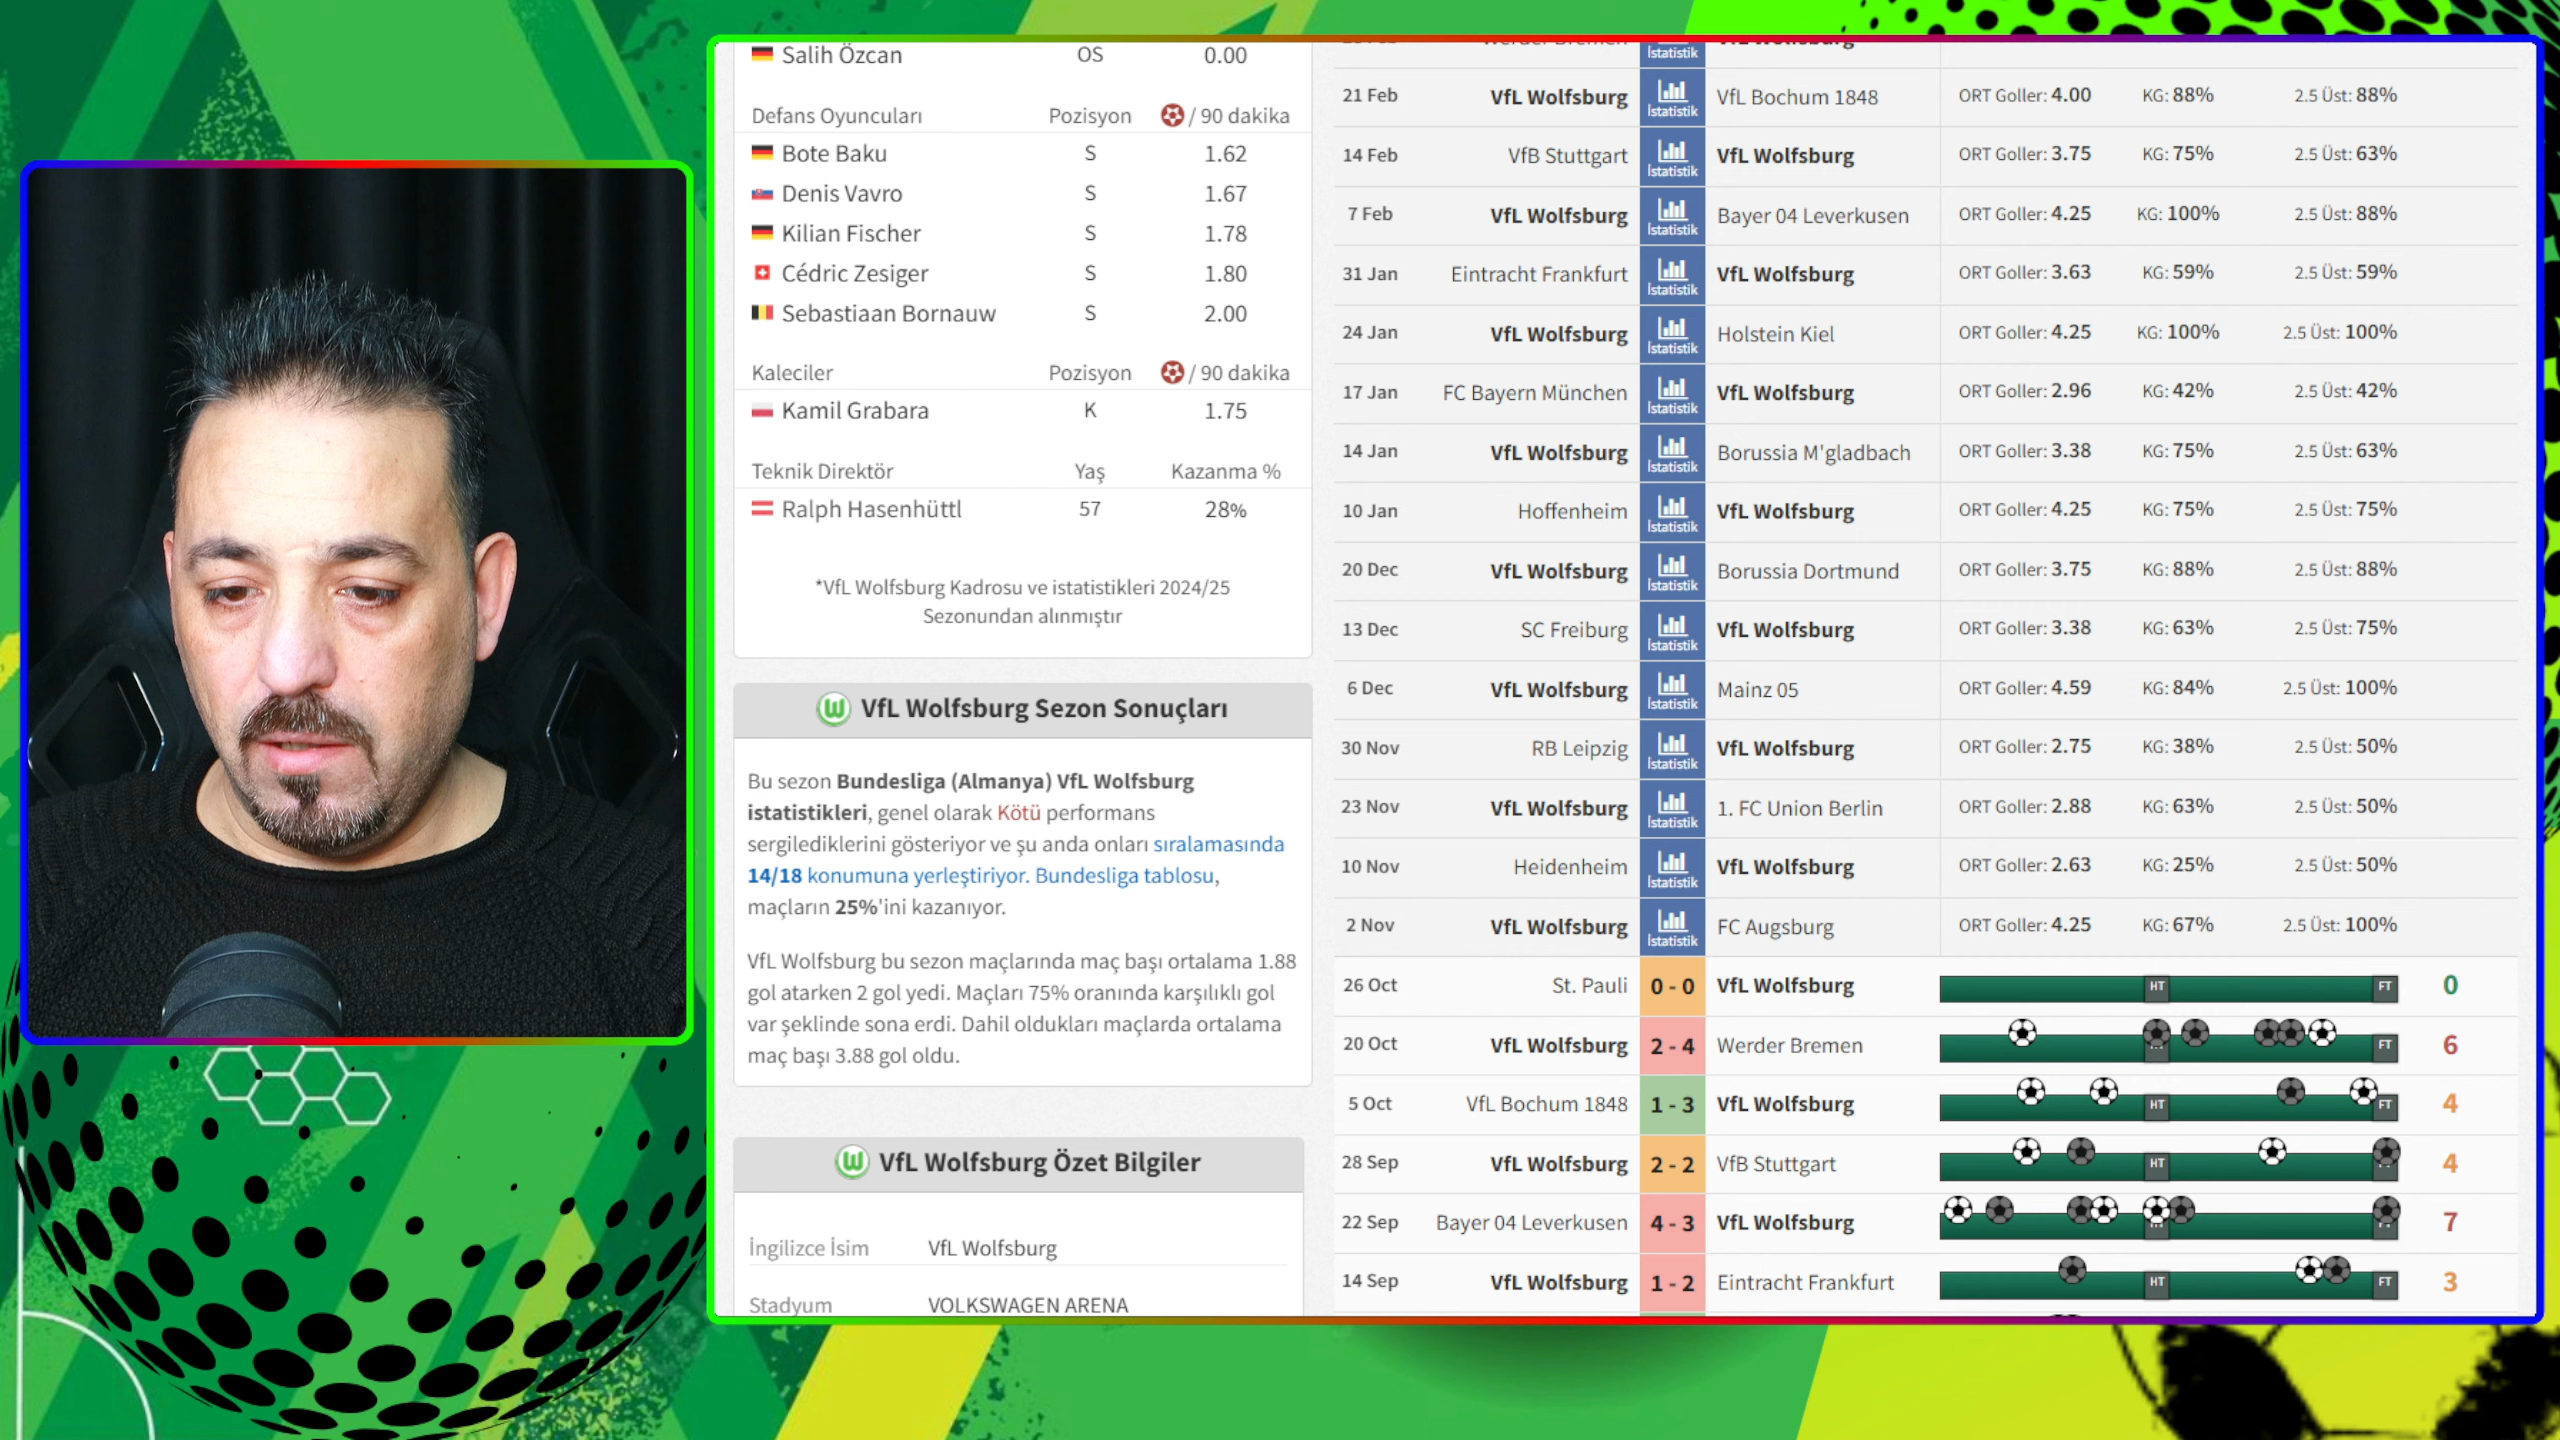 Salih Özcan OS 0.00
Defans Oyuncuları Pozisyon / 90 dakika
Bote Baku S 1.62
Denis Vavro S 1.67
Kilian Fischer S 1.78
Cédric Zesiger S 1.80
Sebastiaan Bornauw S 2.00
Kaleciler Pozisyon / 90 dakika
Kamil Grabara K 1.75
Teknik Direktör Yaş Kazanma %
Ralph Hasenhüttl 57 28%
*VfL Wolfsburg Kadrosu ve istatistikleri 2024/25
Sezonundan alınmıştır
VfL Wolfsburg Sezon Sonuçları
Bu sezon Bundesliga (Almanya) VfL Wolfsburg
istatistikleri, genel olarak Kötü performans
sergilediklerini gösteriyor ve şu anda onları sıralamasında
14/18 konumuna yerleştiriyor. Bundesliga tablosu,
maçların 25%'ini kazanıyor.
VfL Wolfsburg bu sezon maçlarında maç başı ortalama 1.88
gol atarken 2 gol yedi. Maçları 75% oranında karşılıklı gol
var şeklinde sona erdi. Dahil oldukları maçlarda ortalama
maç başı 3.88 gol oldu.
VfL Wolfsburg Özet Bilgiler
İngilizce İsim VfL Wolfsburg
Stadyum VOLKSWAGEN ARENA
İstatistik
21 Feb VfL Wolfsburg İstatistik VfL Bochum 1848 ORT Goller: 4.00 KG: 88% 2.5 Üst: 88%
14 Feb VfB Stuttgart İstatistik VfL Wolfsburg ORT Goller: 3.75 KG: 75% 2.5 Üst: 63%
7 Feb VfL Wolfsburg İstatistik Bayer 04 Leverkusen ORT Goller: 4.25 KG: 100% 2.5 Üst: 88%
31 Jan Eintracht Frankfurt İstatistik VfL Wolfsburg ORT Goller: 3.63 KG: 59% 2.5 Üst: 59%
24 Jan VfL Wolfsburg İstatistik Holstein Kiel ORT Goller: 4.25 KG: 100% 2.5 Üst: 100%
17 Jan FC Bayern München İstatistik VfL Wolfsburg ORT Goller: 2.96 KG: 42% 2.5 Üst: 42%
14 Jan VfL Wolfsburg İstatistik Borussia M'gladbach ORT Goller: 3.38 KG: 75% 2.5 Üst: 63%
10 Jan Hoffenheim İstatistik VfL Wolfsburg ORT Goller: 4.25 KG: 75% 2.5 Üst: 75%
20 Dec VfL Wolfsburg İstatistik Borussia Dortmund ORT Goller: 3.75 KG: 88% 2.5 Üst: 88%
13 Dec SC Freiburg İstatistik VfL Wolfsburg ORT Goller: 3.38 KG: 63% 2.5 Üst: 75%
6 Dec VfL Wolfsburg İstatistik Mainz 05 ORT Goller: 4.59 KG: 84% 2.5 Üst: 100%
30 Nov RB Leipzig İstatistik VfL Wolfsburg ORT Goller: 2.75 KG: 38% 2.5 Üst: 50%
23 Nov VfL Wolfsburg İstatistik 1. FC Union Berlin ORT Goller: 2.88 KG: 63% 2.5 Üst: 50%
10 Nov Heidenheim İstatistik VfL Wolfsburg ORT Goller: 2.63 KG: 25% 2.5 Üst: 50%
2 Nov VfL Wolfsburg İstatistik FC Augsburg ORT Goller: 4.25 KG: 67% 2.5 Üst: 100%
26 Oct St. Pauli 0 - 0 VfL Wolfsburg HT FT 0
20 Oct VfL Wolfsburg 2 - 4 Werder Bremen FT 6
5 Oct VfL Bochum 1848 1 - 3 VfL Wolfsburg HT FT 4
28 Sep VfL Wolfsburg 2 - 2 VfB Stuttgart HT 4
22 Sep Bayer 04 Leverkusen 4 - 3 VfL Wolfsburg 7
14 Sep VfL Wolfsburg 1 - 2 Eintracht Frankfurt HT FT 3